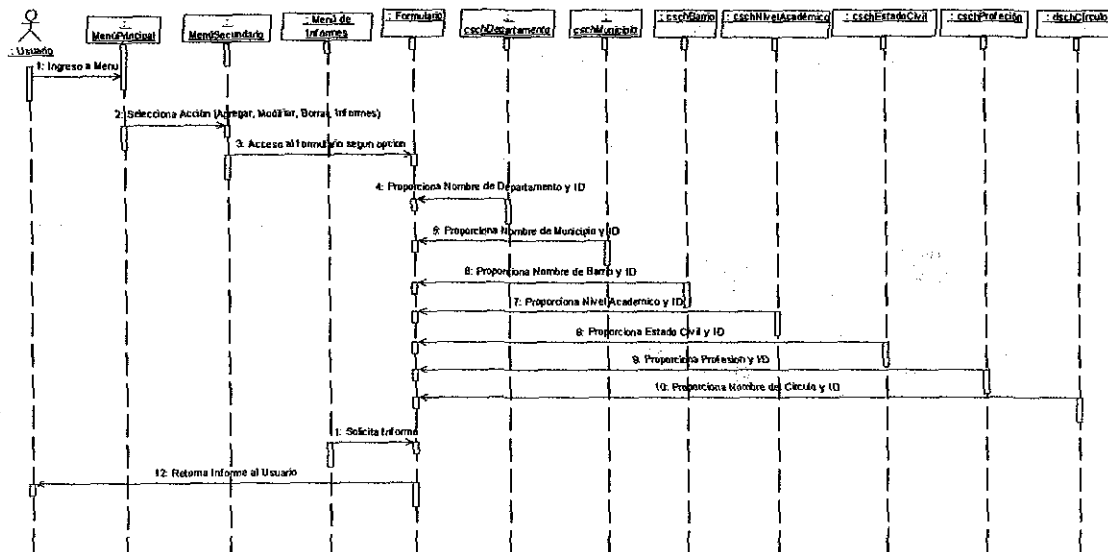 : Usuario
: MenúPrincipal
: MenúSecundario
: Menú de Informes
: Formulario
: cschDepartamento
: cschMunicipio
: cschBarrio
: cschNivelAcadémico
: cschEstadoCivil
: cschProfeción
: dschCirculo
1: Ingreso a Menu
2: Selecciona Acción (Agregar, Modificar, Borrar, Informes)
3: Acceso al formulario segun option
4: Proporciona Nombre de Departamento y ID
5: Proporciona Nombre de Municipio y ID
6: Proporciona Nombre de Barrio y ID
7: Proporciona Nivel Academico y ID
8: Proporciona Estado Civil y ID
9: Proporciona Profesion y ID
10: Proporciona Nombre del Circulo y ID
1: Solicita Informe
12: Retorna Informe al Usuario